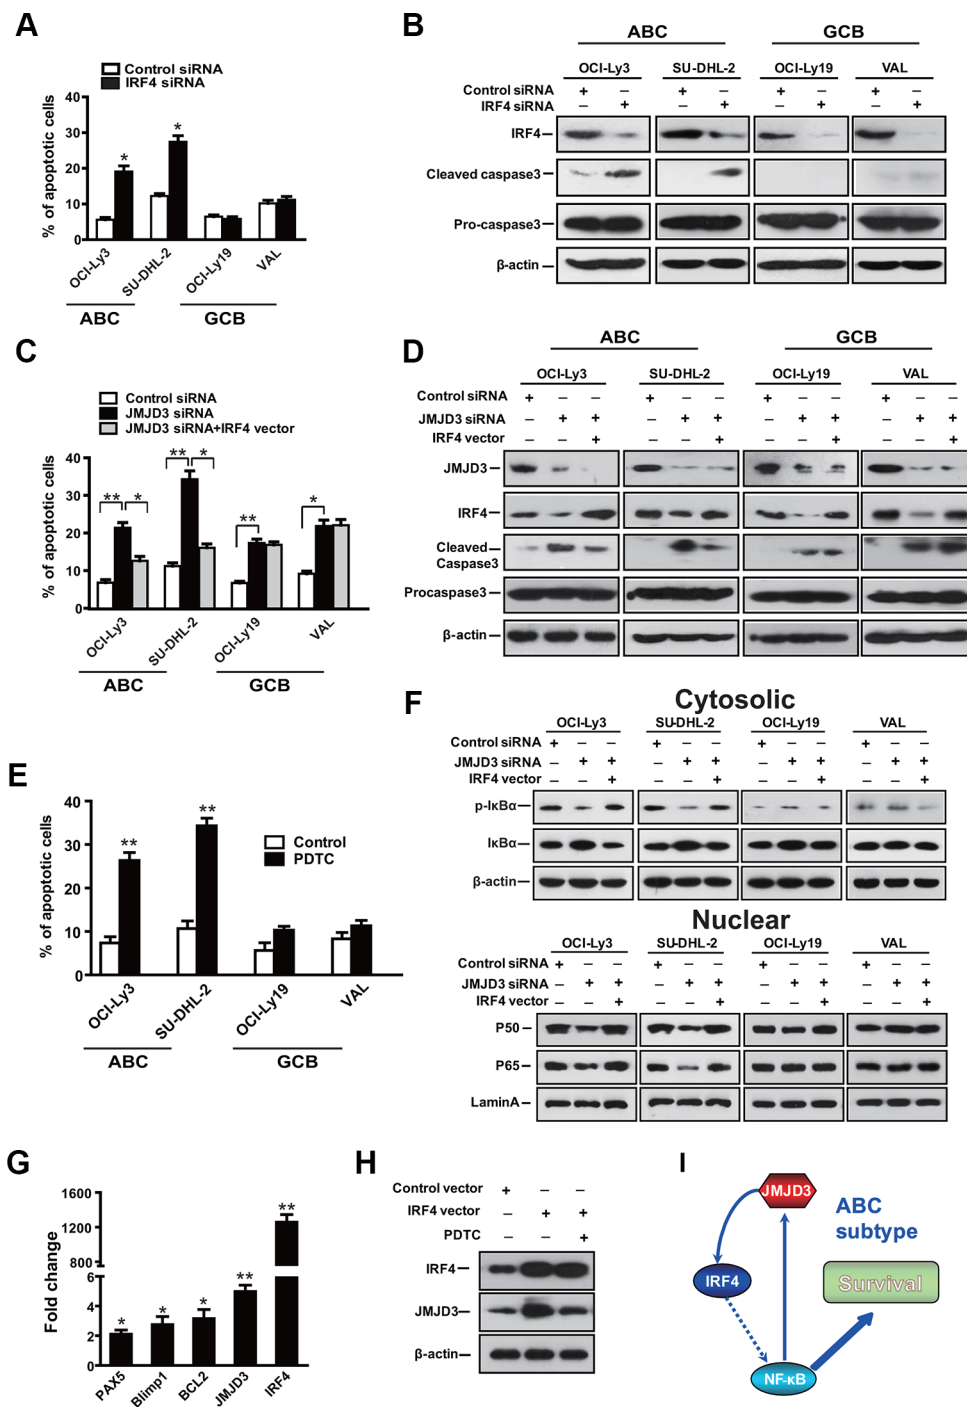 A
Control siRNA
IRF4 siRNA
% of apoptotic cells
40
30
20
10
0
* *
OCI-Ly3 SU-DHL-2 OCI-Ly19 VAL
ABC GCB
B
ABC GCB
OCI-Ly3 SU-DHL-2 OCI-Ly19 VAL
Control siRNA + – + – + – + –
IRF4 siRNA – + – + – + – +
IRF4
Cleaved caspase3
Pro-caspase3
β-actin
C
Control siRNA
JMJD3 siRNA
JMJD3 siRNA+IRF4 vector
% of apoptotic cells
40
30
20
10
0
** * ** * ** *
OCI-Ly3 SU-DHL-2 OCI-Ly19 VAL
ABC GCB
D
ABC GCB
OCI-Ly3 SU-DHL-2 OCI-Ly19 VAL
Control siRNA + – – + – – + – – + – –
JMJD3 siRNA – + + – + + – + + – + +
IRF4 vector – – + – – + – – + – – +
JMJD3
IRF4
Cleaved
Caspase3
Procaspase3
β-actin
E
Control
PDTC
% of apoptotic cells
40
30
20
10
0
** **
OCI-Ly3 SU-DHL-2 OCI-Ly19 VAL
ABC GCB
F
Cytosolic
OCI-Ly3 SU-DHL-2 OCI-Ly19 VAL
Control siRNA + – – + – – + – – + – –
JMJD3 siRNA – + + – + + – + + – + +
IRF4 vector – – + – – + – – + – – +
p-IκBα
IκBα
β-actin
Nuclear
OCI-Ly3 SU-DHL-2 OCI-Ly19 VAL
Control siRNA + – – + – – + – – + – –
JMJD3 siRNA – + + – + + – + + – + +
IRF4 vector – – + – – + – – + – – +
P50
P65
LaminA
G
Fold change
1600
1200
800
6
4
2
0
* * * ** **
PAX5 Blimp1 BCL2 JMJD3 IRF4
H
Control vector + – –
IRF4 vector – + +
PDTC – – +
IRF4
JMJD3
β-actin
I
JMJD3
ABC
subtype
IRF4
Survival
NF-κB